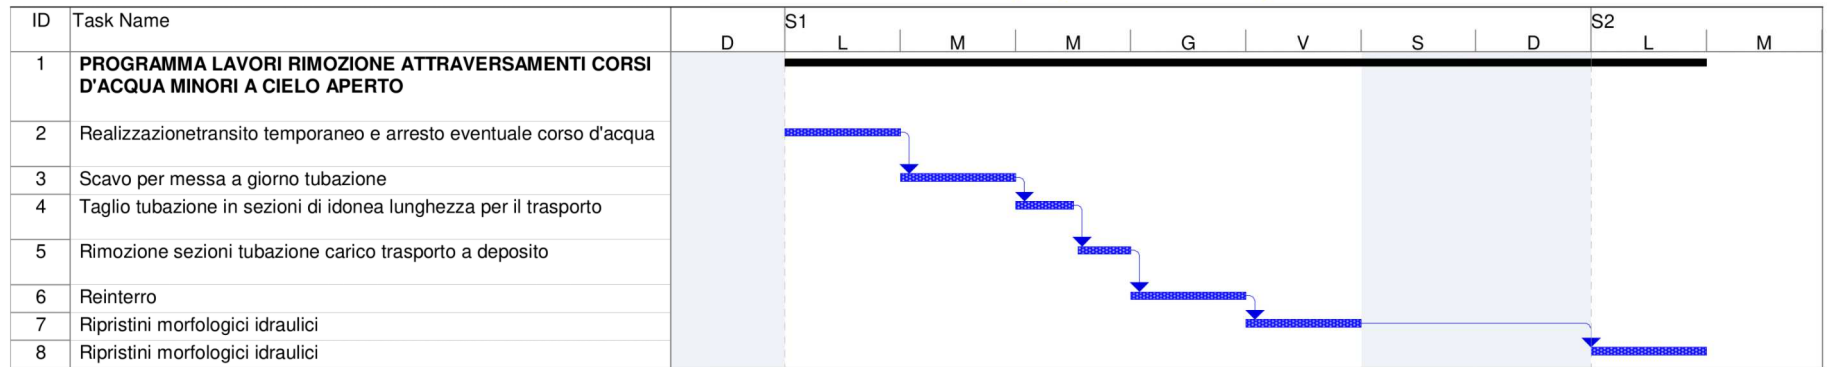 ID Task Name S1 S2
D L M M G V S D L M
1 PROGRAMMA LAVORI RIMOZIONE ATTRAVERSAMENTI CORSI
D'ACQUA MINORI A CIELO APERTO
2 Realizzazionetransito temporaneo e arresto eventuale corso d'acqua
3 Scavo per messa a giorno tubazione
4 Taglio tubazione in sezioni di idonea lunghezza per il trasporto
5 Rimozione sezioni tubazione carico trasporto a deposito
6 Reinterro
7 Ripristini morfologici idraulici
8 Ripristini morfologici idraulici